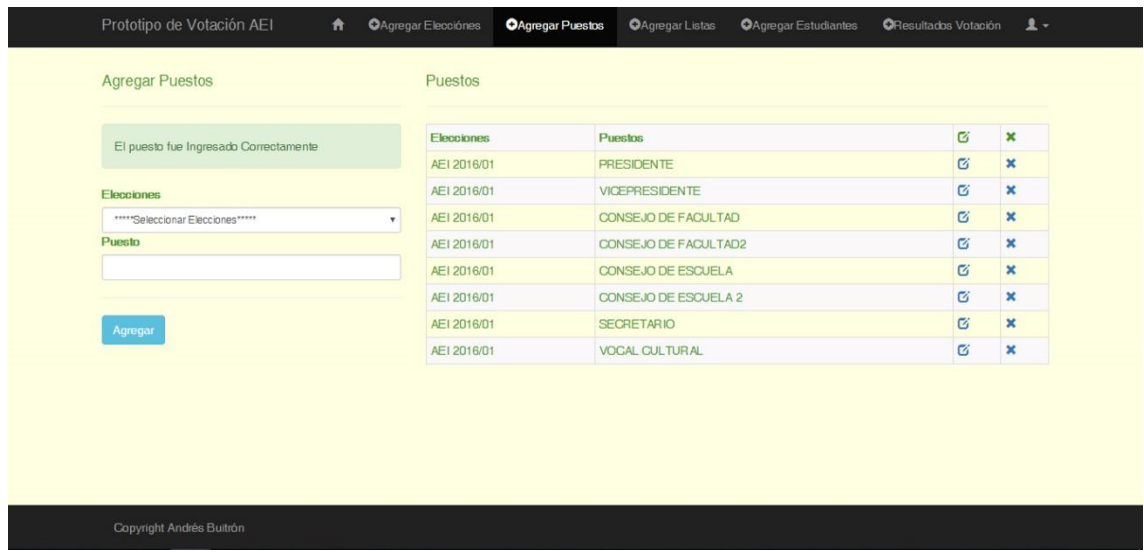 Prototipo de Votación AEI Agregar Elecciónes Agregar Puestos Agregar Listas Agregar Estudiantes Resultados Votación
Agregar Puestos
El puesto fue Ingresado Correctamente
Elecciones
*****Seleccionar Elecciones*****
Puesto
Agregar
Puestos
Elecciones Puestos
AEI 2016/01 PRESIDENTE
AEI 2016/01 VICEPRESIDENTE
AEI 2016/01 CONSEJO DE FACULTAD
AEI 2016/01 CONSEJO DE FACULTAD2
AEI 2016/01 CONSEJO DE ESCUELA
AEI 2016/01 CONSEJO DE ESCUELA 2
AEI 2016/01 SECRETARIO
AEI 2016/01 VOCAL CULTURAL
Copyright Andrés Buitrón